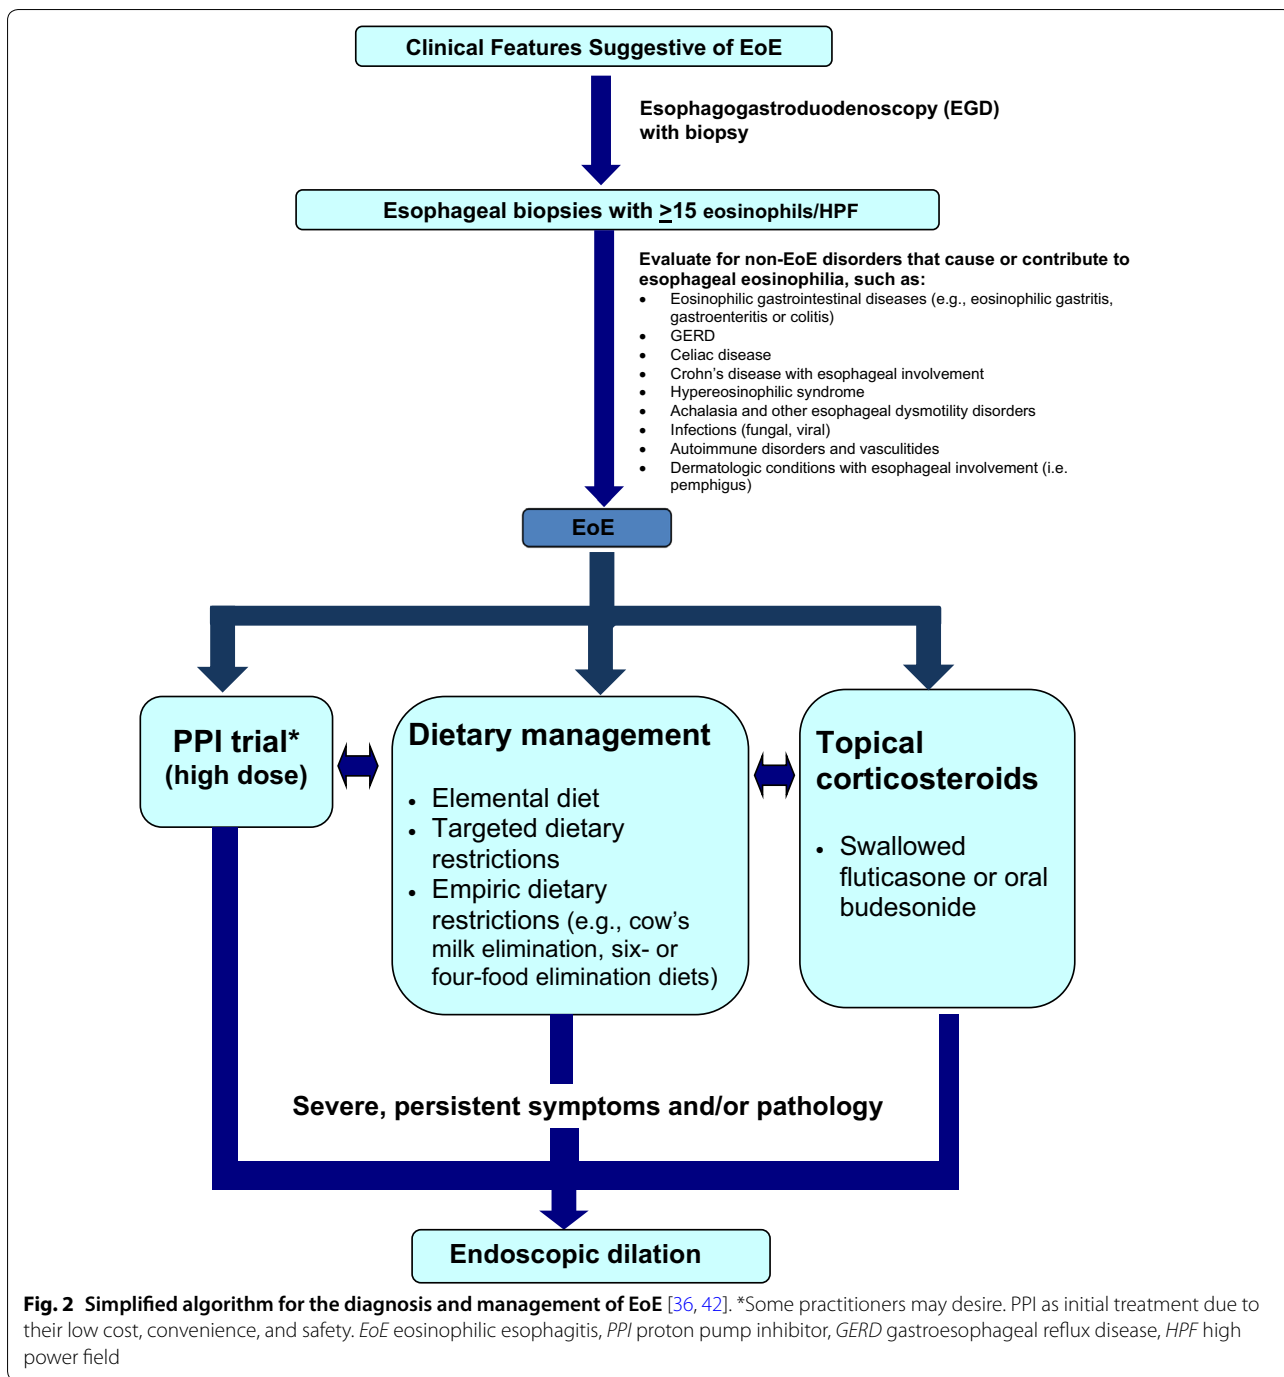 Clinical Features Suggestive of EoE
Esophagogastroduodenoscopy (EGD)
with biopsy
Esophageal biopsies with ≥15 eosinophils/HPF
Evaluate for non-EoE disorders that cause or contribute to
esophageal eosinophilia, such as:
• Eosinophilic gastrointestinal diseases (e.g., eosinophilic gastritis,
gastroenteritis or colitis)
• GERD
• Celiac disease
• Crohn’s disease with esophageal involvement
• Hypereosinophilic syndrome
• Achalasia and other esophageal dysmotility disorders
• Infections (fungal, viral)
• Autoimmune disorders and vasculitides
• Dermatologic conditions with esophageal involvement (i.e.
pemphigus)
EoE
PPI trial*
(high dose)
Dietary management
• Elemental diet
• Targeted dietary
restrictions
• Empiric dietary
restrictions (e.g., cow’s
milk elimination, six- or
four-food elimination diets)
Topical
corticosteroids
• Swallowed
fluticasone or oral
budesonide
Severe, persistent symptoms and/or pathology
Endoscopic dilation
Fig. 2 Simplified algorithm for the diagnosis and management of EoE [36, 42]. *Some practitioners may desire. PPI as initial treatment due to
their low cost, convenience, and safety. EoE eosinophilic esophagitis, PPI proton pump inhibitor, GERD gastroesophageal reflux disease, HPF high
power field